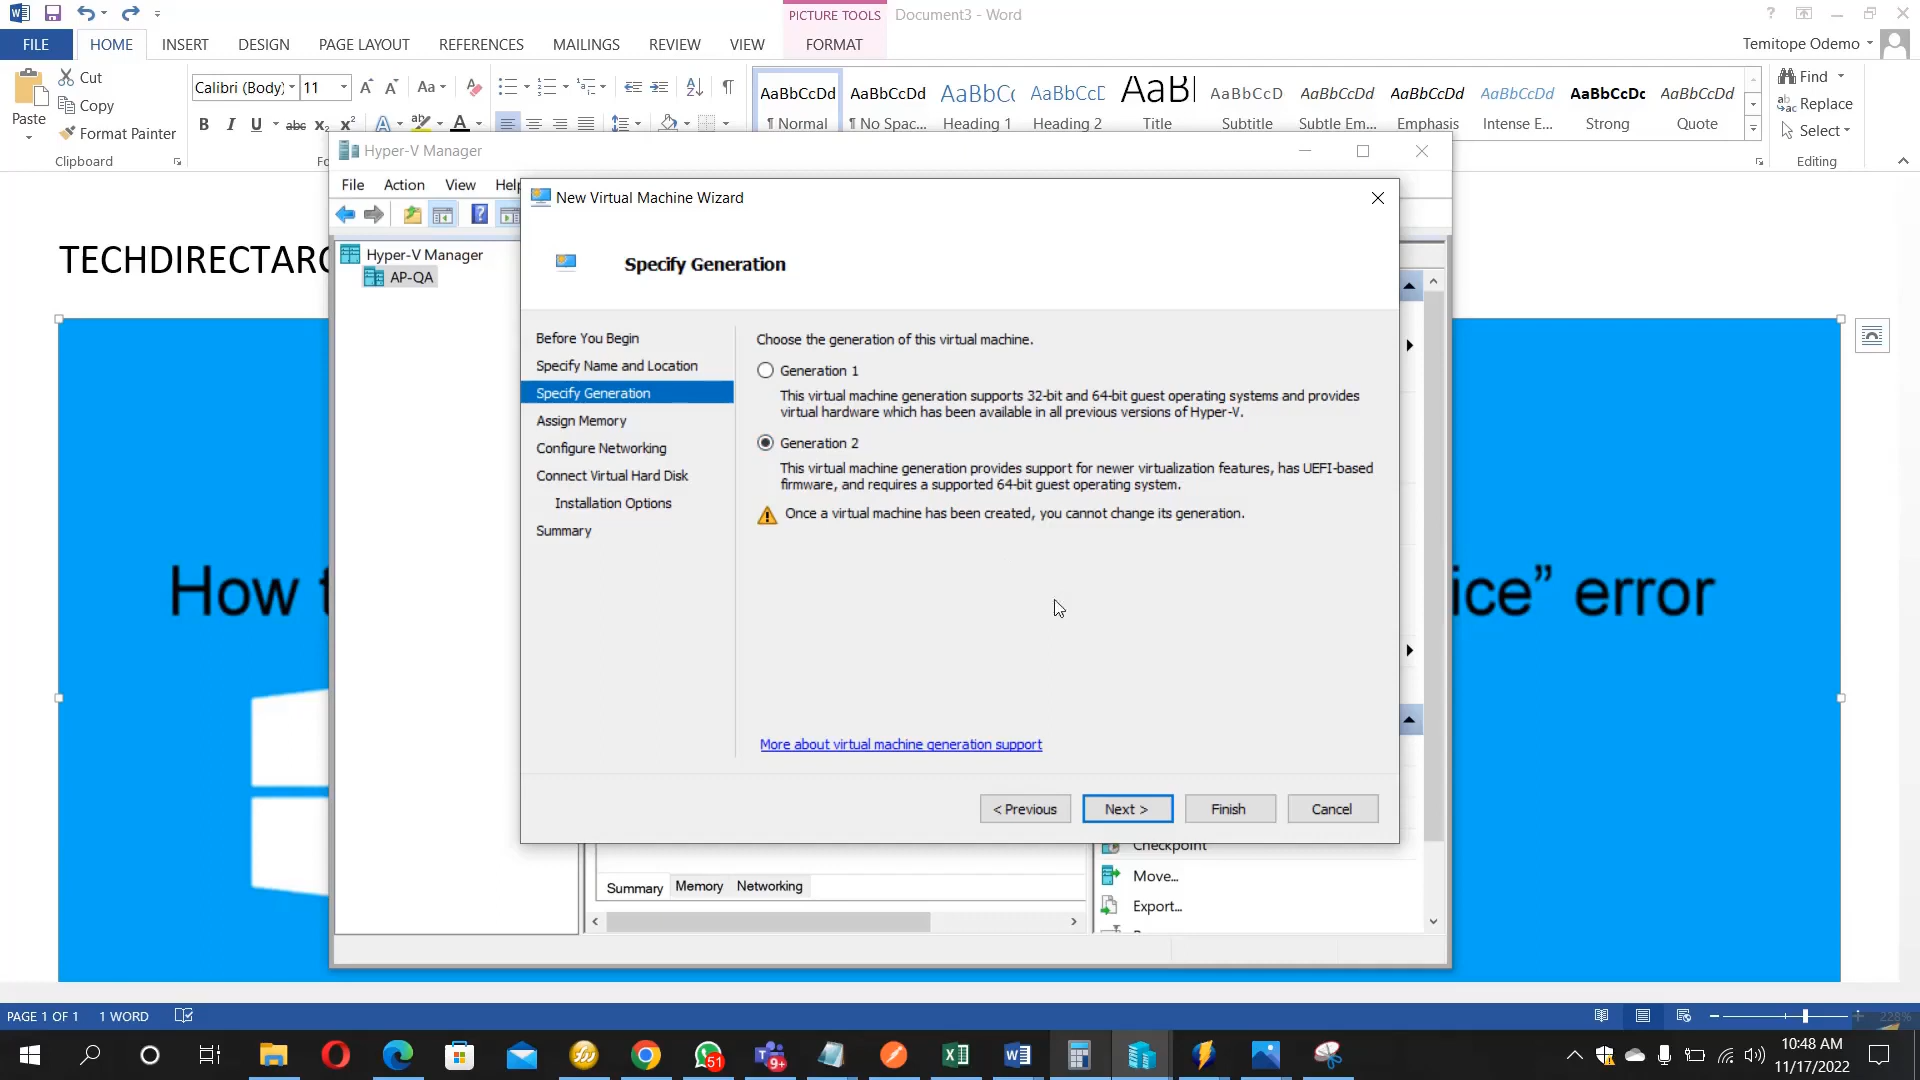 PICTURE TOOLS
Document3 - Word
?
FILE
HOME
INSERT
DESIGN
PAGE LAYOUT
REFERENCES
MAILINGS
REVIEW
VIEW
FORMAT
Temitope Odemo
Paste
Cut
Copy
Format Painter
Clipboard
Calibri (Body)
11
AaBbCcDd
¶ Normal
AaBbCcDd
¶ No Spac...
AaBbCc
Heading 1
AaBbCcC
Heading 2
AaBl
Title
AaBbCcD
Subtitle
AaBbCcDd
Subtle Em...
AaBbCcDd
Emphasis
AaBbCcDd
Intense E...
AaBbCcDc
Strong
AaBbCcDd
Quote
Find
Replace
Select
Editing
Hyper-V Manager
File
Action
View
Help
Hyper-V Manager
AP-QA
TECHDIRECTARC
New Virtual Machine Wizard
Specify Generation
Before You Begin
Specify Name and Location
Specify Generation
Assign Memory
Configure Networking
Connect Virtual Hard Disk
Installation Options
Summary
Choose the generation of this virtual machine.
Generation 1
This virtual machine generation supports 32-bit and 64-bit guest operating systems and provides
virtual hardware which has been available in all previous versions of Hyper-V.
Generation 2
This virtual machine generation provides support for newer virtualization features, has UEFI-based
firmware, and requires a supported 64-bit guest operating system.
Once a virtual machine has been created, you cannot change its generation.
More about virtual machine generation support
< Previous
Next >
Finish
Cancel
How t
ice” error
Checkpoint
Move...
Export...
Summary
Memory
Networking
PAGE 1 OF 1
1 WORD
228%
51
9+
10:48 AM
11/17/2022